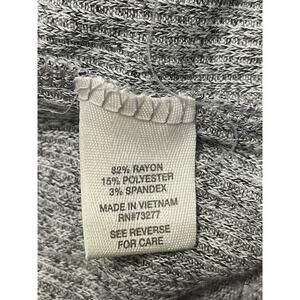 82% RAYON
15% POLYESTER
3% SPANDEX
MADE IN VIETNAM
RN#73277
SEE REVERSE
FOR CARE